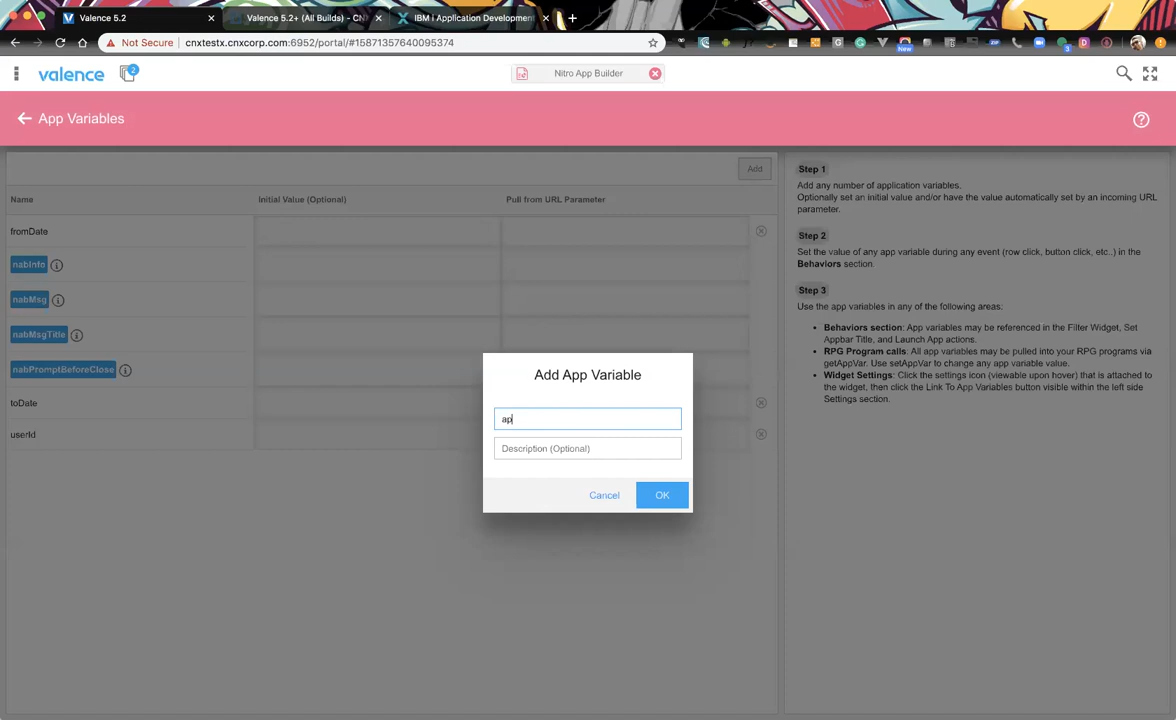 Valence 5.2
Valence 5.2+ (All Builds) - CN
IBM i Application Developmen
Not Secure
cnxtestx.cnxcorp.com:6952/portal/#15871357640095374
New
3
valence
2
Nitro App Builder
App Variables
Add
Name
Initial Value (Optional)
Pull from URL Parameter
fromDate
nabInfo
nabMsg
nabMsgTitle
nabPromptBeforeClose
toDate
userId
Add App Variable
ap
Description (Optional)
Cancel
OK
Step 1
Add any number of application variables.
Optionally set an initial value and/or have the value automatically set by an incoming URL
parameter.
Step 2
Set the value of any app variable during any event (row click, button click, etc..) in the
Behaviors section
Step 3
Use the app variables in any of the following areas:
Behaviors section: App variables may be referenced in the Filter Widget, Set
Appbar Title, and Launch App actions.
RPG Program calls: All app variables may be pulled into your RPG programs via
getAppVar. Use setAppVar to change any app variable value.
Widget Settings: Click the settings icon (viewable upon hover) that is attached to
the widget, then click the Link To App Variables button visible within the left side
Settings section.